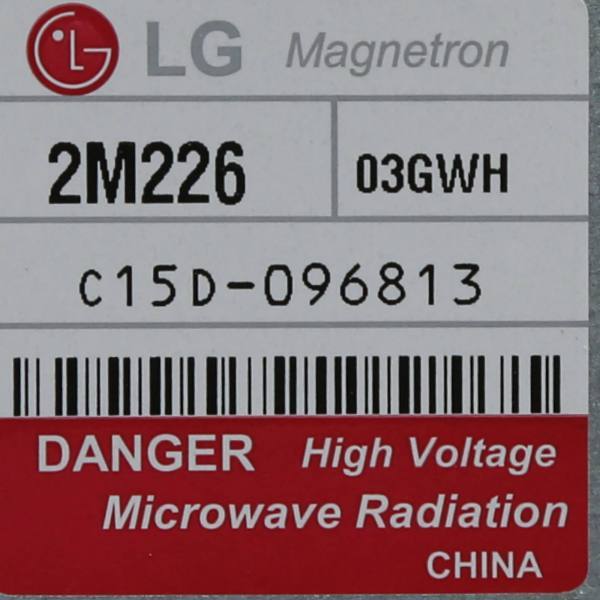 LG Magnetron
2M226 03GWH
C15D-096813
DANGER High Voltage
Microwave Radiation
CHINA